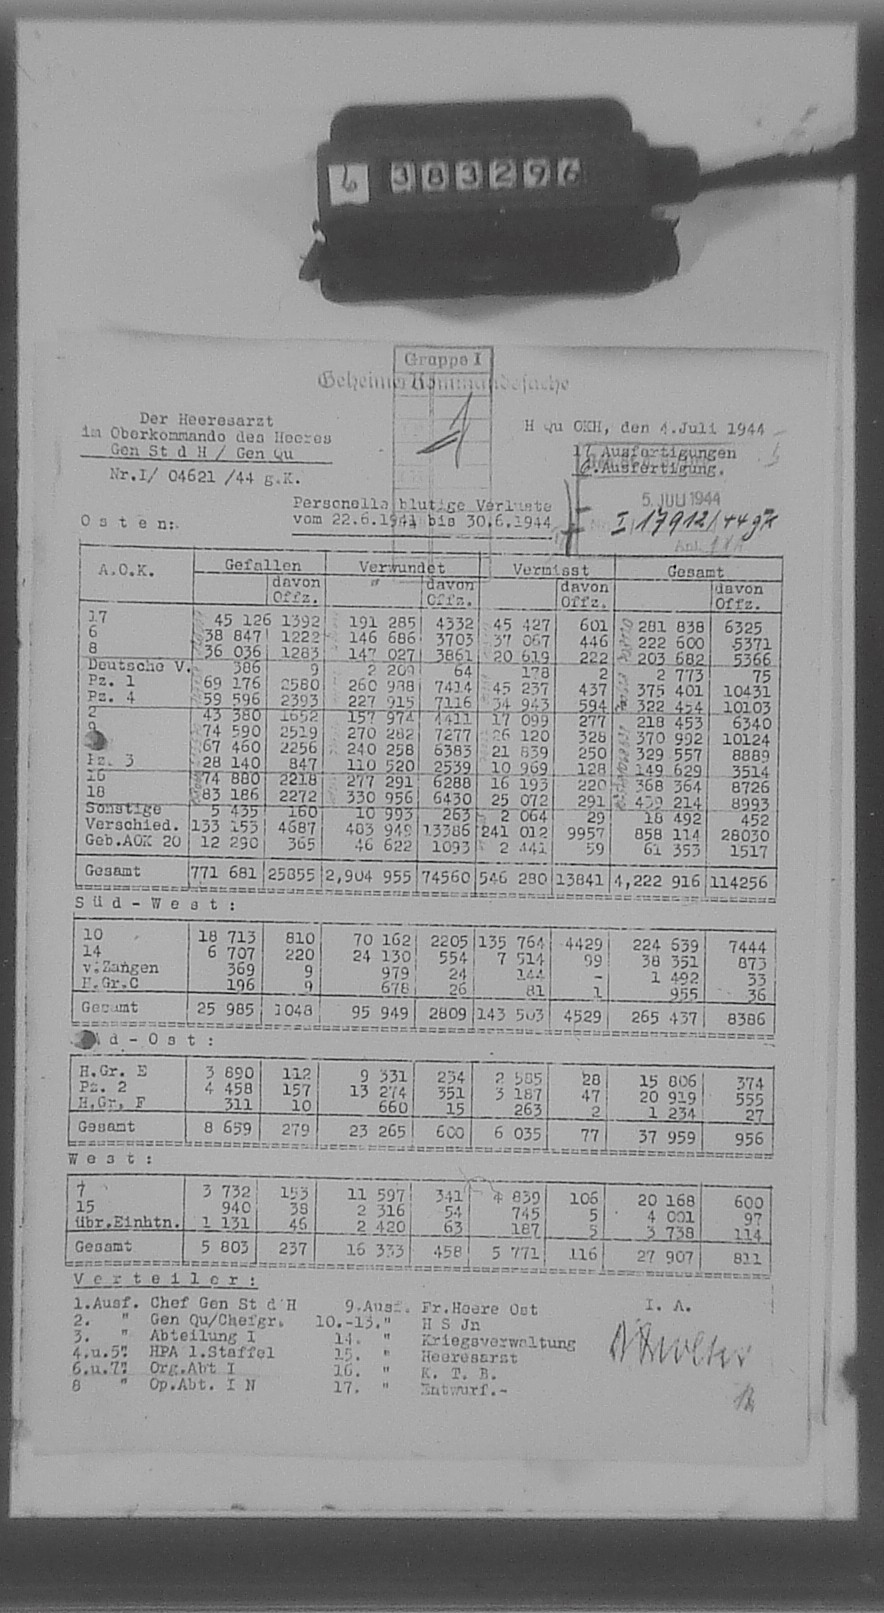 6 383296
Gruppe I
Geheime Kommandosache
Der Heeresarzt
im Oberkommando des Heeres
Gen St d H / Gen Qu
Nr.I/ 04621 /44 g.K.
H Qu OKH, den 4.Juli 1944
17 Ausfertigungen
6.Ausfertigung.
5. JULI 1944
I 17912/44 gK
Personelle blutige Verluste
vom 22.6.1941 bis 30.6.1944
O s t e n :
A.O.K. Gefallen Verwundet Vermisst Gesamt
davon Offz. " davon Offz. davon Offz. davon Offz.
17 45 126 1392 191 285 4332 45 427 601 281 838 6325
6 38 847 1222 146 686 3703 37 067 446 222 600 5371
8 36 036 1283 147 027 3861 20 619 222 203 682 5366
Deutsche V. 386 9 2 209 64 178 2 2 773 75
Pz. 1 69 176 2580 260 988 7414 45 237 437 375 401 10431
Pz. 4 59 596 2393 227 915 7116 34 943 594 322 454 10103
2 43 380 1652 157 974 4411 17 099 277 218 453 6340
9 74 590 2519 270 282 7277 26 120 328 370 992 10124
67 460 2256 240 258 6383 21 839 250 329 557 8889
Pz. 3 28 140 847 110 520 2539 10 969 128 149 629 3514
16 74 880 2218 277 291 6288 16 193 220 368 364 8726
18 83 186 2272 330 956 6430 25 072 291 439 214 8993
Sonstige 5 435 160 10 993 263 2 064 29 18 492 452
Verschied. 133 153 4687 483 949 13386 241 012 9957 858 114 28030
Geb.AOK 20 12 290 365 46 622 1093 2 441 59 61 353 1517
Gesamt 771 681 25855 2,904 955 74560 546 280 13841 4,222 916 114256
S ü d - W e s t :
10 18 713 810 70 162 2205 135 764 4429 224 639 7444
14 6 707 220 24 130 554 7 514 99 38 351 873
v.Zangen 369 9 979 24 144 - 1 492 33
H.Gr.C 196 9 678 26 81 1 955 36
Gesamt 25 985 1048 95 949 2809 143 503 4529 265 437 8386
d - O s t :
H.Gr. E 3 890 112 9 331 234 2 585 28 15 806 374
Pz. 2 4 458 157 13 274 351 3 187 47 20 919 555
H.Gr. F 311 10 660 15 263 2 1 234 27
Gesamt 8 659 279 23 265 600 6 035 77 37 959 956
W e s t :
7 3 732 153 11 597 341 4 839 106 20 168 600
15 940 38 2 316 54 745 5 4 001 97
übr.Einhtn. 1 131 46 2 420 63 187 5 3 738 114
Gesamt 5 803 237 16 333 458 5 771 116 27 907 811
V e r t e i l e r :
1.Ausf. Chef Gen St d H 9.Ausf. Fr.Heere Ost I. A.
2. " Gen Qu/Chefgr. 10.-13." H S Jn
3. " Abteilung I 14. " Kriegsverwaltung
4.u.5" HPA 1.Staffel 15. " Heeresarzt
6.u.7" Org.Abt I 16. " K. T. B.
8 " Op.Abt. I N 17. " Entwurf.-